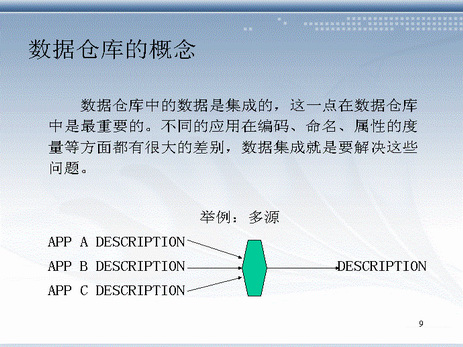 数据仓库的概念
数据仓库中的数据是集成的，这一点在数据仓库
中是最重要的。不同的应用在编码、命名、属性的度
量等方面都有很大的差别，数据集成就是要解决这些
问题。
举例：多源
APP A DESCRIPTION
APP B DESCRIPTION
DESCRIPTION
APP C DESCRIPTION
9